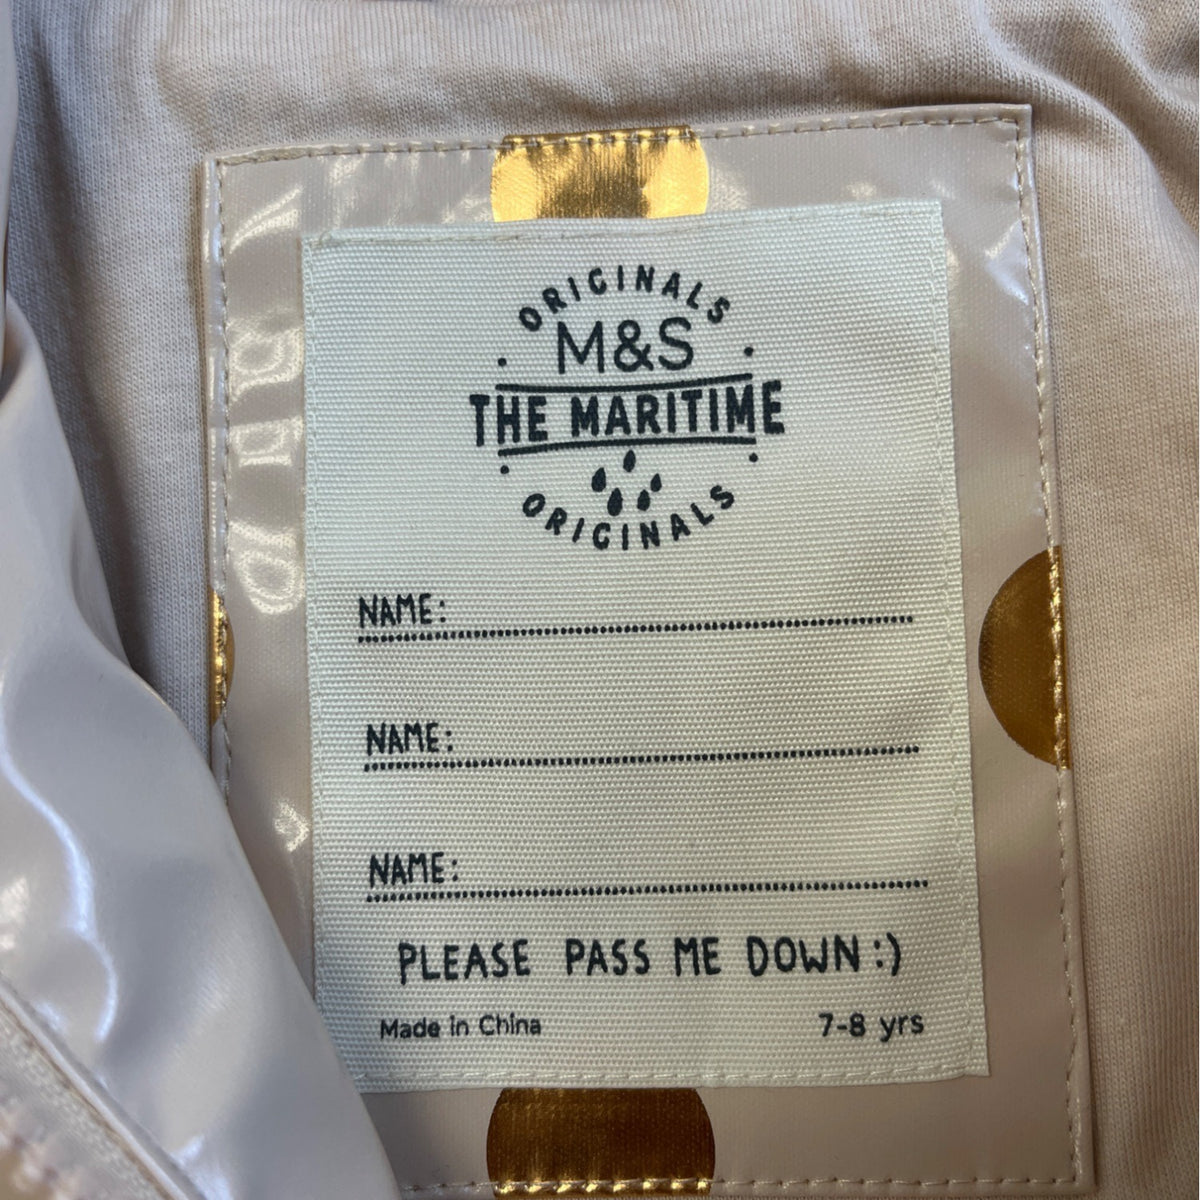 ORIGINALS
M&S
THE MARITIME
ORIGINALS
NAME:
NAME:
NAME:
PLEASE PASS ME DOWN :)
Made in China 7-8 yrs